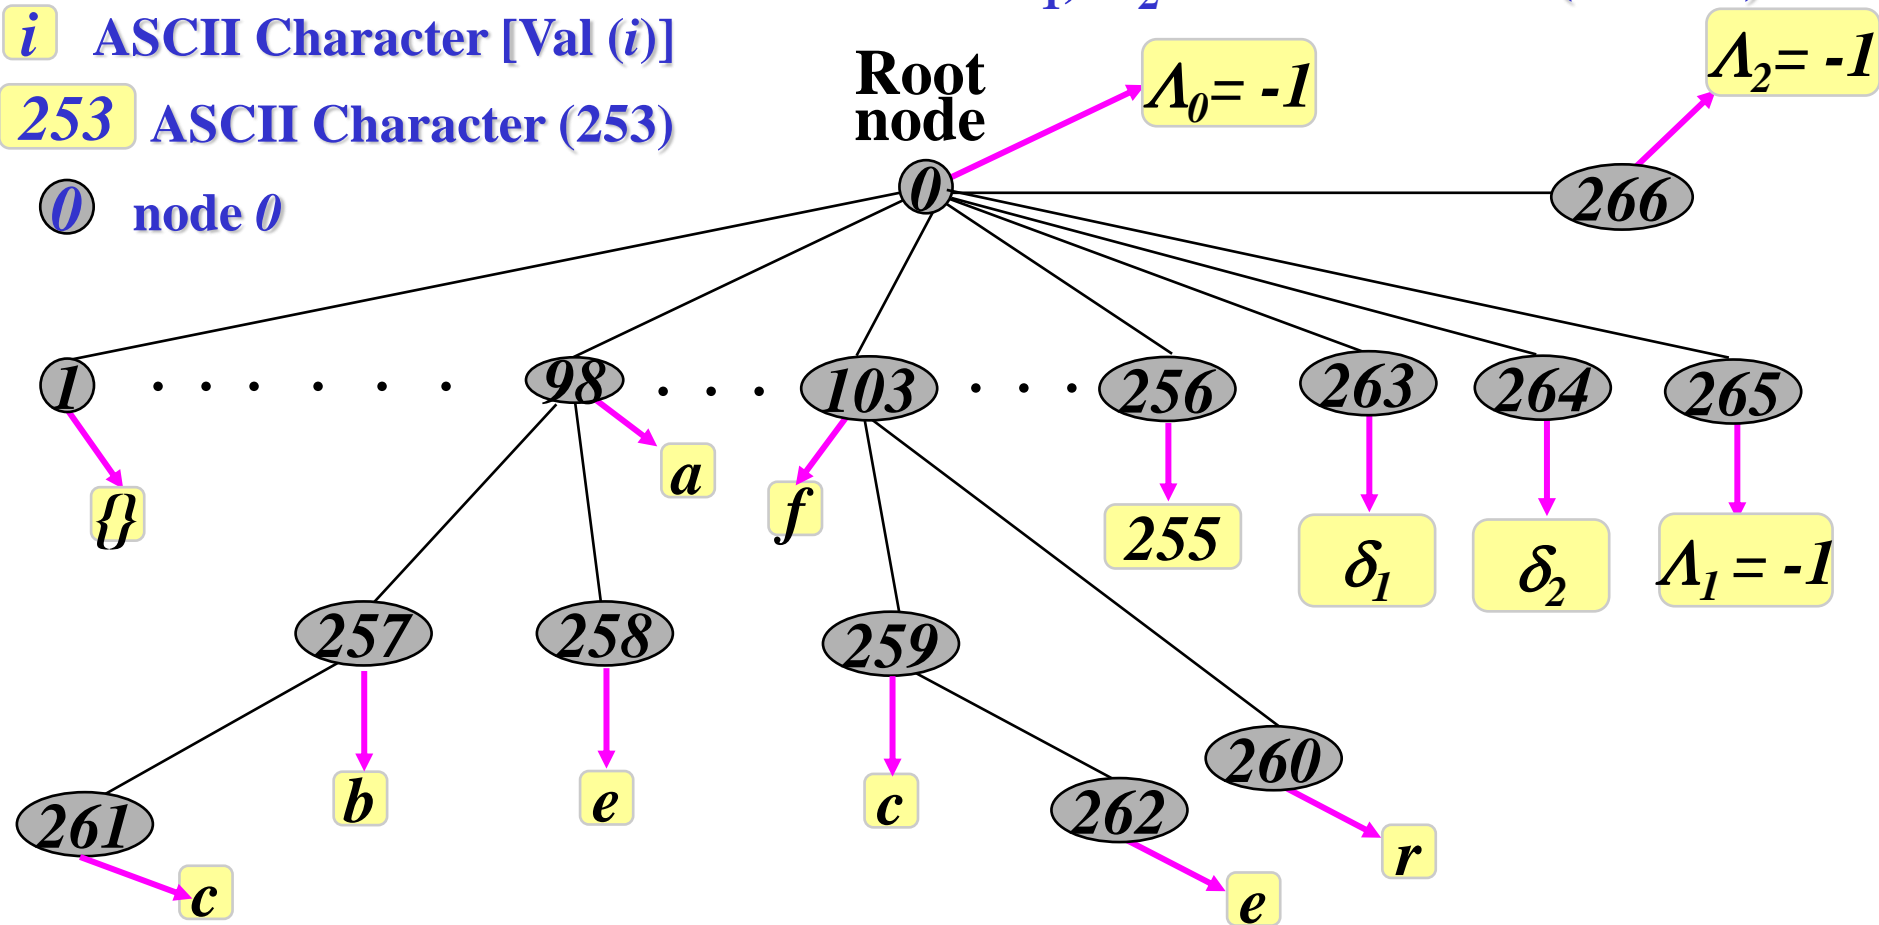 i ASCII Character [Val (i)]
253 ASCII Character (253)
0 node 0
Root
node
Λ0= -1
Λ2= -1
0
266
1 . . . . . . 98 . . . 103 . . . 256 263 264 265
{}
a
f
255
δ1
δ2
Λ1 = -1
257 258 259
260
b e c
261 262
r
c
e